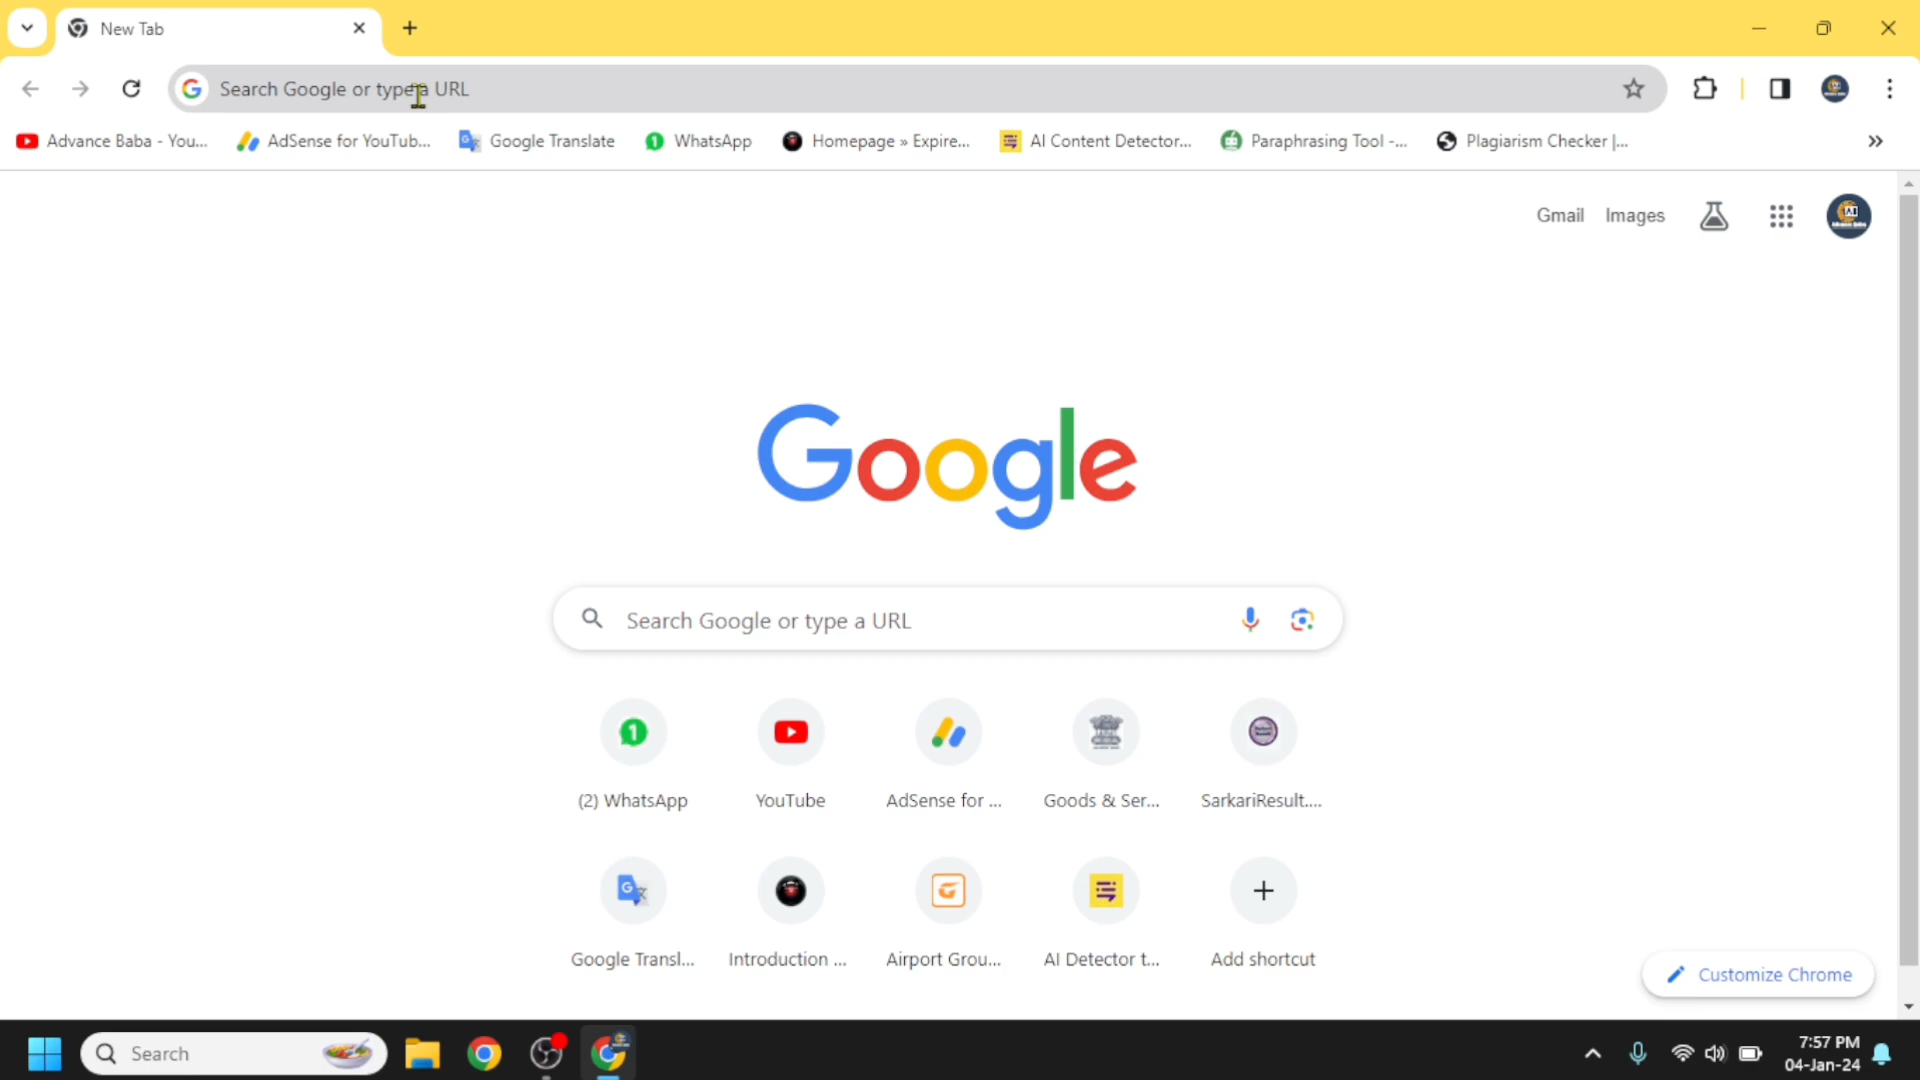 New Tab
Search Google or type a URL
Advance Baba - You...
AdSense for YouTub...
Google Translate
WhatsApp
Homepage » Expire...
AI Content Detector...
Paraphrasing Tool -...
Plagiarism Checker |...
Gmail
Images
Google
Search Google or type a URL
(2) WhatsApp
YouTube
AdSense for ...
Goods & Ser...
SarkariResult....
Google Transl...
Introduction ...
Airport Grou...
AI Detector t...
Add shortcut
Customize Chrome
Search
7:57 PM
04-Jan-24